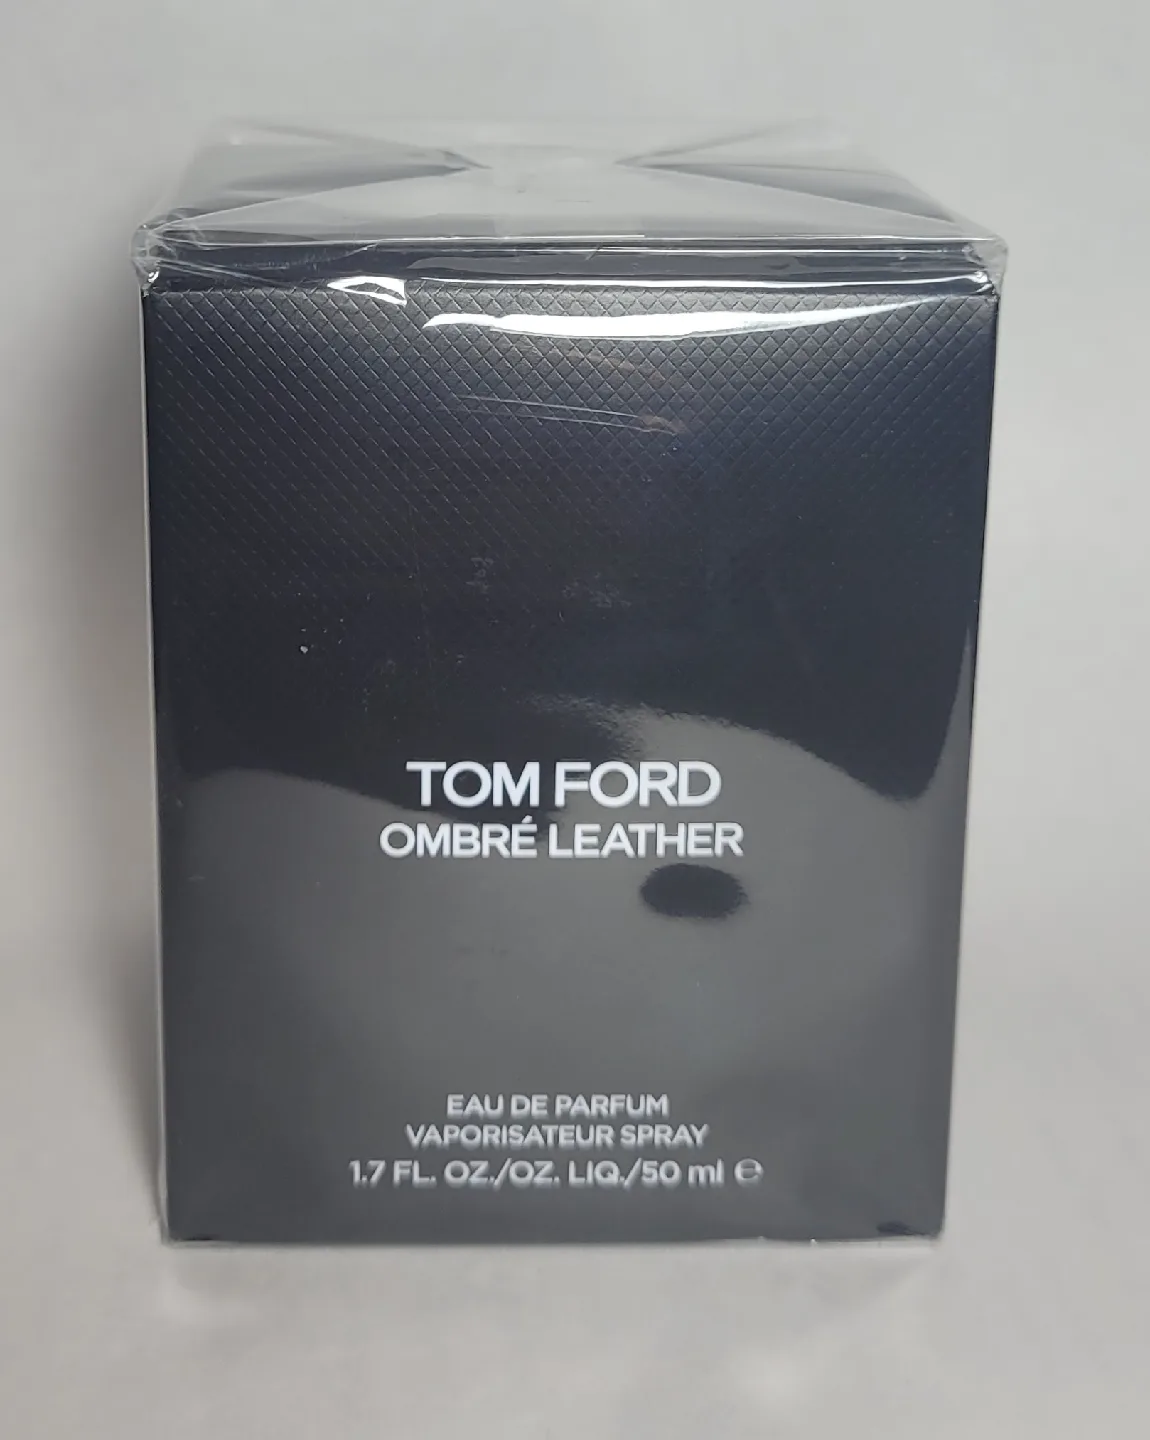 TOM FORD
OMBRÉ LEATHER
EAU DE PARFUM
VAPORISATEUR SPRAY
1.7 FL. OZ./OZ. LIQ./50 ml ℮